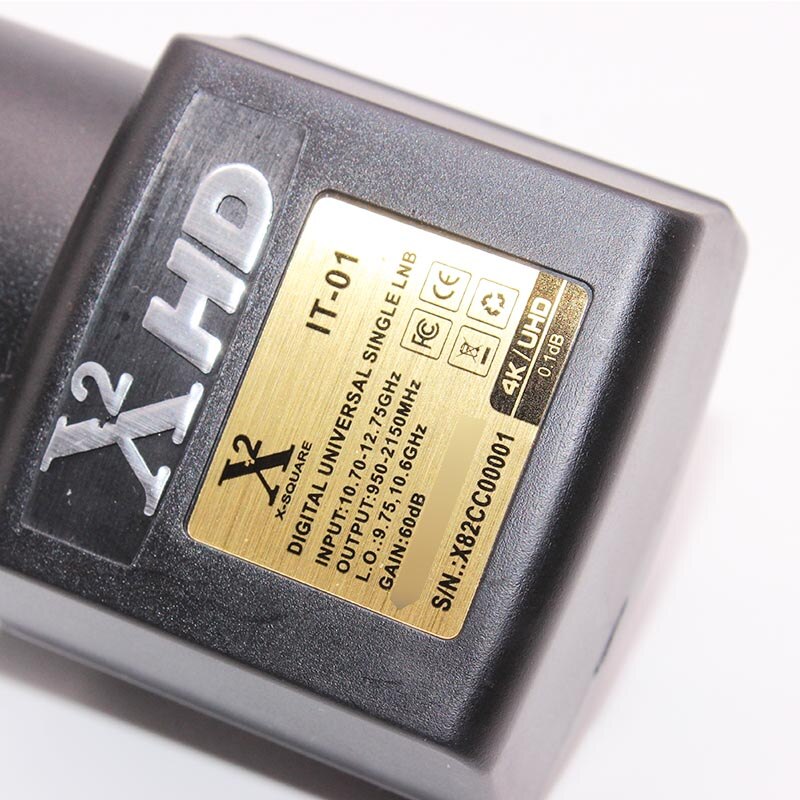 X2 HD
IT-01
X2
X-SQUARE
DIGITAL UNIVERSAL SINGLE LNB
INPUT:10.70-12.75GHz
OUTPUT:950-2150MHz
L.O.:9.75,10.6GHz
GAIN:60dB
S/N.:X82CC00001
CE
FC
4K/UHD
0.1dB